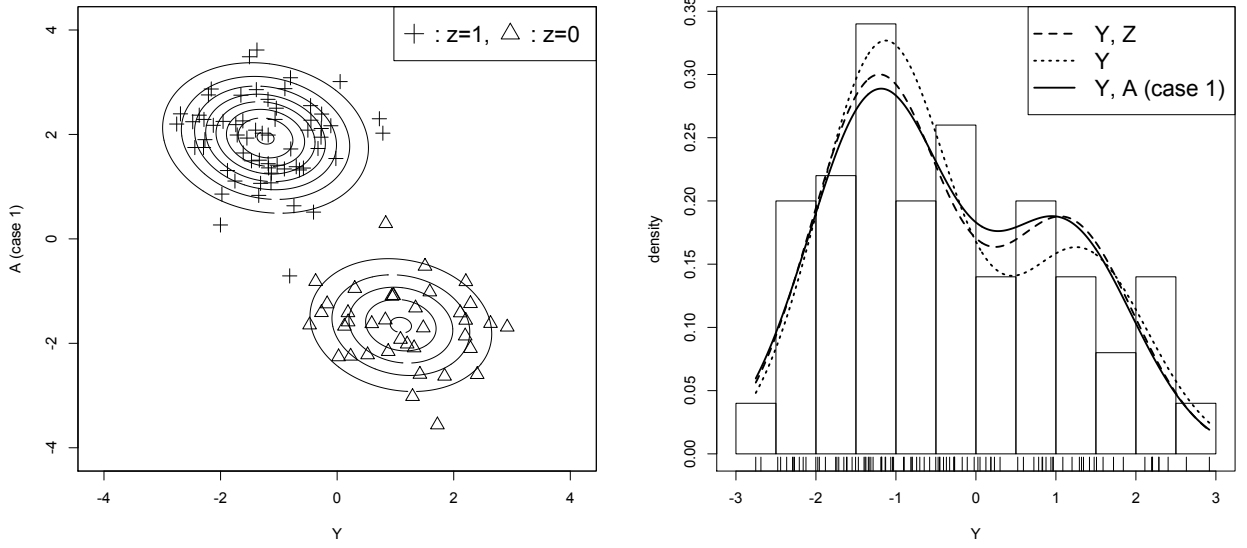 + : z=1, △ : z=0
4
2
0
-2
-4
A (case 1)
-4 -2 0 2 4
Y
Y, Z
Y
Y, A (case 1)
0.35
0.30
0.25
0.20
0.15
0.10
0.05
0.00
density
-3 -2 -1 0 1 2 3
Y